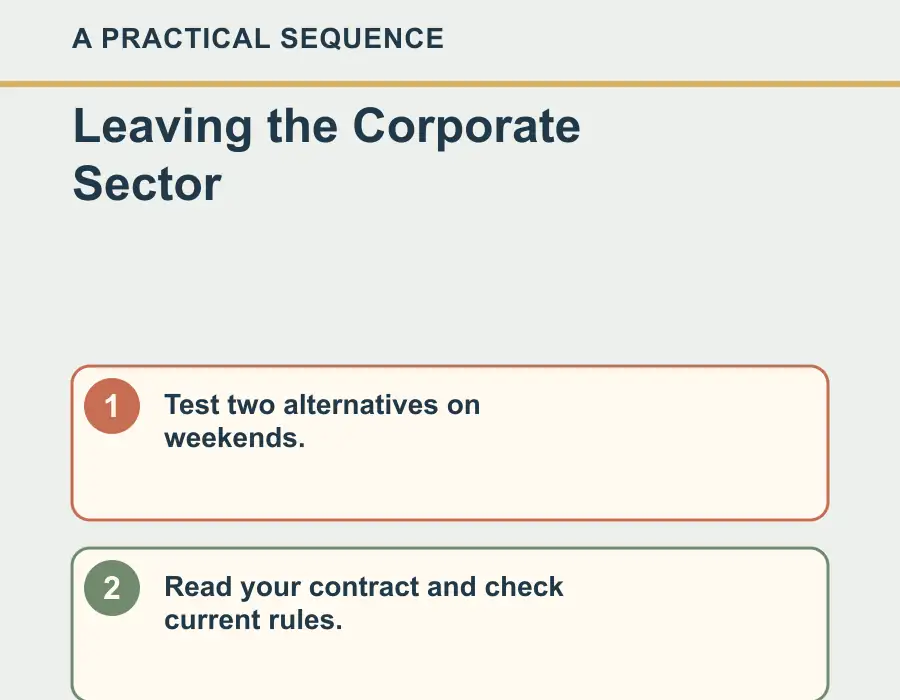 A PRACTICAL SEQUENCE
Leaving the Corporate
Sector
1
Test two alternatives on
weekends.
2
Read your contract and check
current rules.